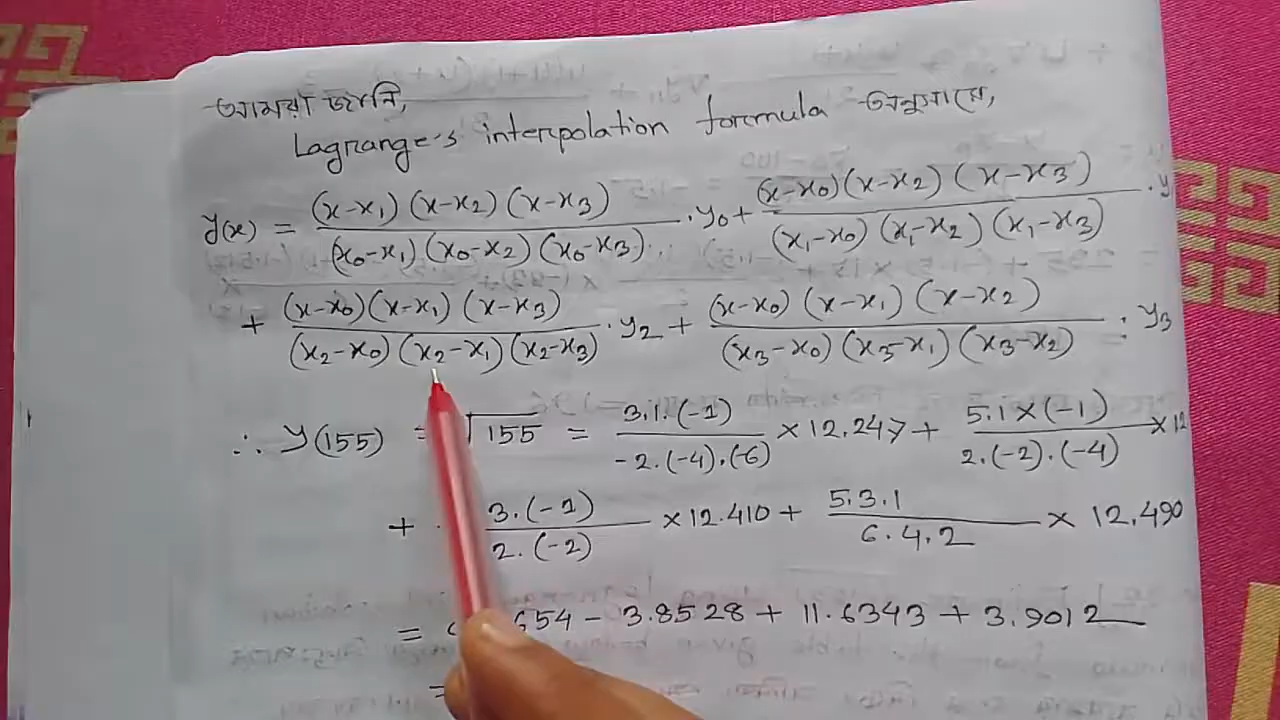 আমরা জানি,
Lagrange's interpolation formula অনুসারে,
y(x) = (x-x₁)(x-x₂)(x-x₃) / (x₀-x₁)(x₀-x₂)(x₀-x₃) . y₀ + (x-x₀)(x-x₂)(x-x₃) / (x₁-x₀)(x₁-x₂)(x₁-x₃) . y
+ (x-x₀)(x-x₁)(x-x₃) / (x₂-x₀)(x₂-x₁)(x₂-x₃) . y₂ + (x-x₀)(x-x₁)(x-x₂) / (x₃-x₀)(x₃-x₁)(x₃-x₂) . y₃
∴ y(155) = √155 = 3.1.(-1) / -2.(-4).(-6) × 12.247 + 5.1×(-1) / 2.(-2).(-4) × 12
+ 3.(-1) / 2.(-2) × 12.410 + 5.3.1 / 6.4.2 × 12.490
= 654 - 3.8528 + 11.6343 + 3.9012
=